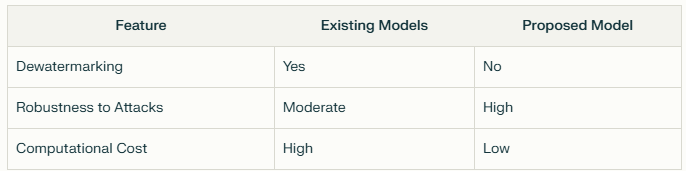 Feature Existing Models Proposed Model
Dewatermarking Yes No
Robustness to Attacks Moderate High
Computational Cost High Low